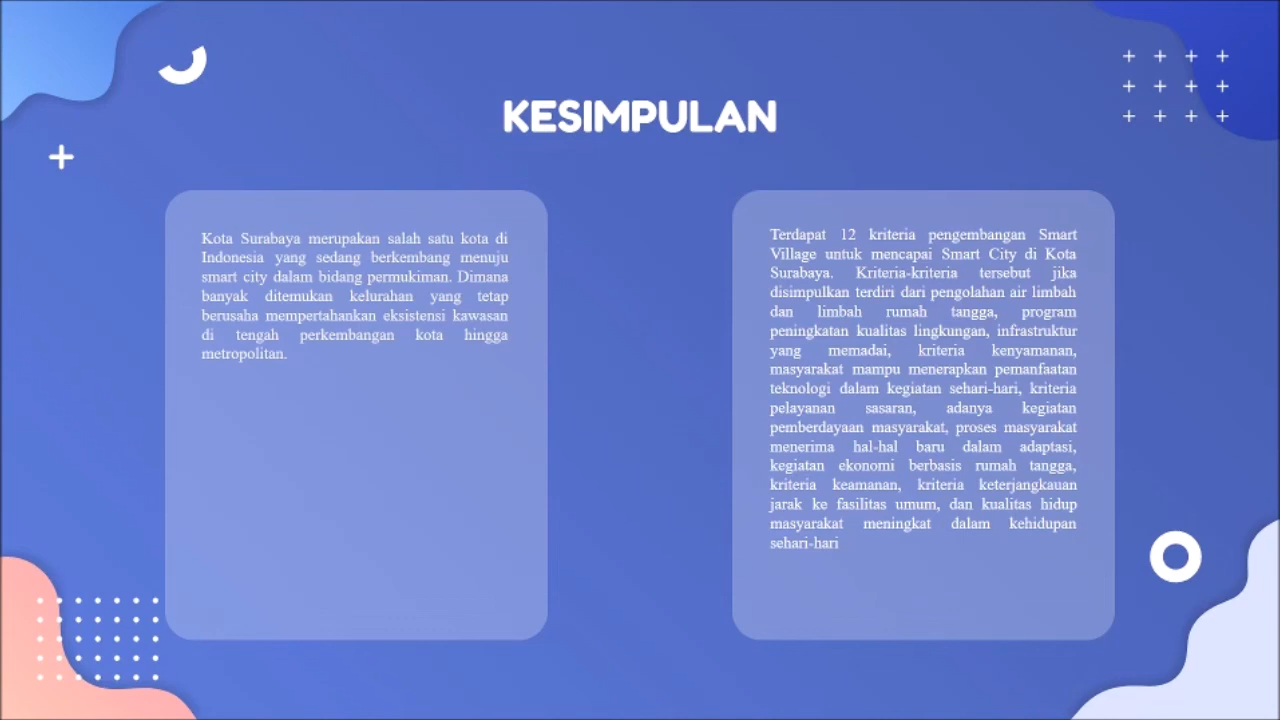 KESIMPULAN
Kota Surabaya merupakan salah satu kota di
Indonesia yang sedang berkembang menuju
smart city dalam bidang permukiman. Dimana
banyak ditemukan kelurahan yang tetap
berusaha mempertahankan eksistensi kawasan
di tengah perkembangan kota hingga
metropolitan.
Terdapat 12 kriteria pengembangan Smart
Village untuk mencapai Smart City di Kota
Surabaya. Kriteria-kriteria tersebut jika
disimpulkan terdiri dari pengolahan air limbah
dan limbah rumah tangga, program
peningkatan kualitas lingkungan, infrastruktur
yang memadai, kriteria kenyamanan,
masyarakat mampu menerapkan pemanfaatan
teknologi dalam kegiatan sehari-hari, kriteria
pelayanan sasaran, adanya kegiatan
pemberdayaan masyarakat, proses masyarakat
menerima hal-hal baru dalam adaptasi,
kegiatan ekonomi berbasis rumah tangga,
kriteria keamanan, kriteria keterjangkauan
jarak ke fasilitas umum, dan kualitas hidup
masyarakat meningkat dalam kehidupan
sehari-hari